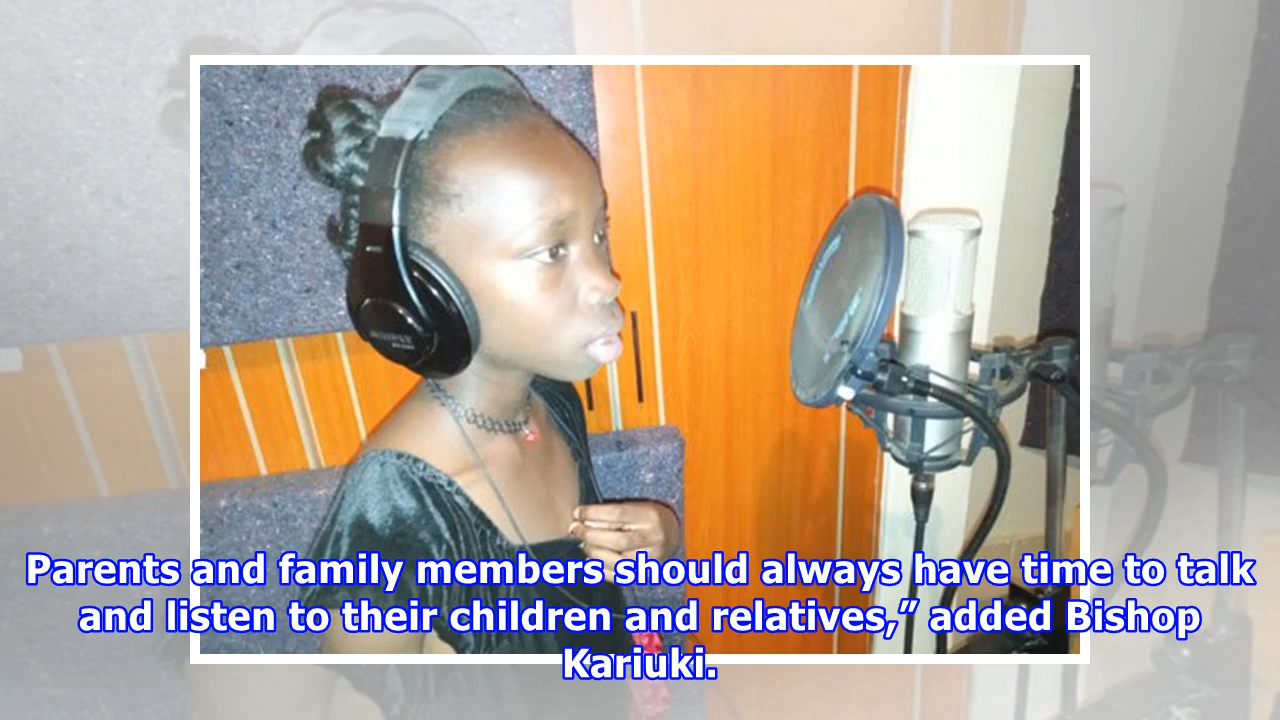 Parents and family members should always have time to talk
and listen to their children and relatives,” added Bishop
Kariuki.